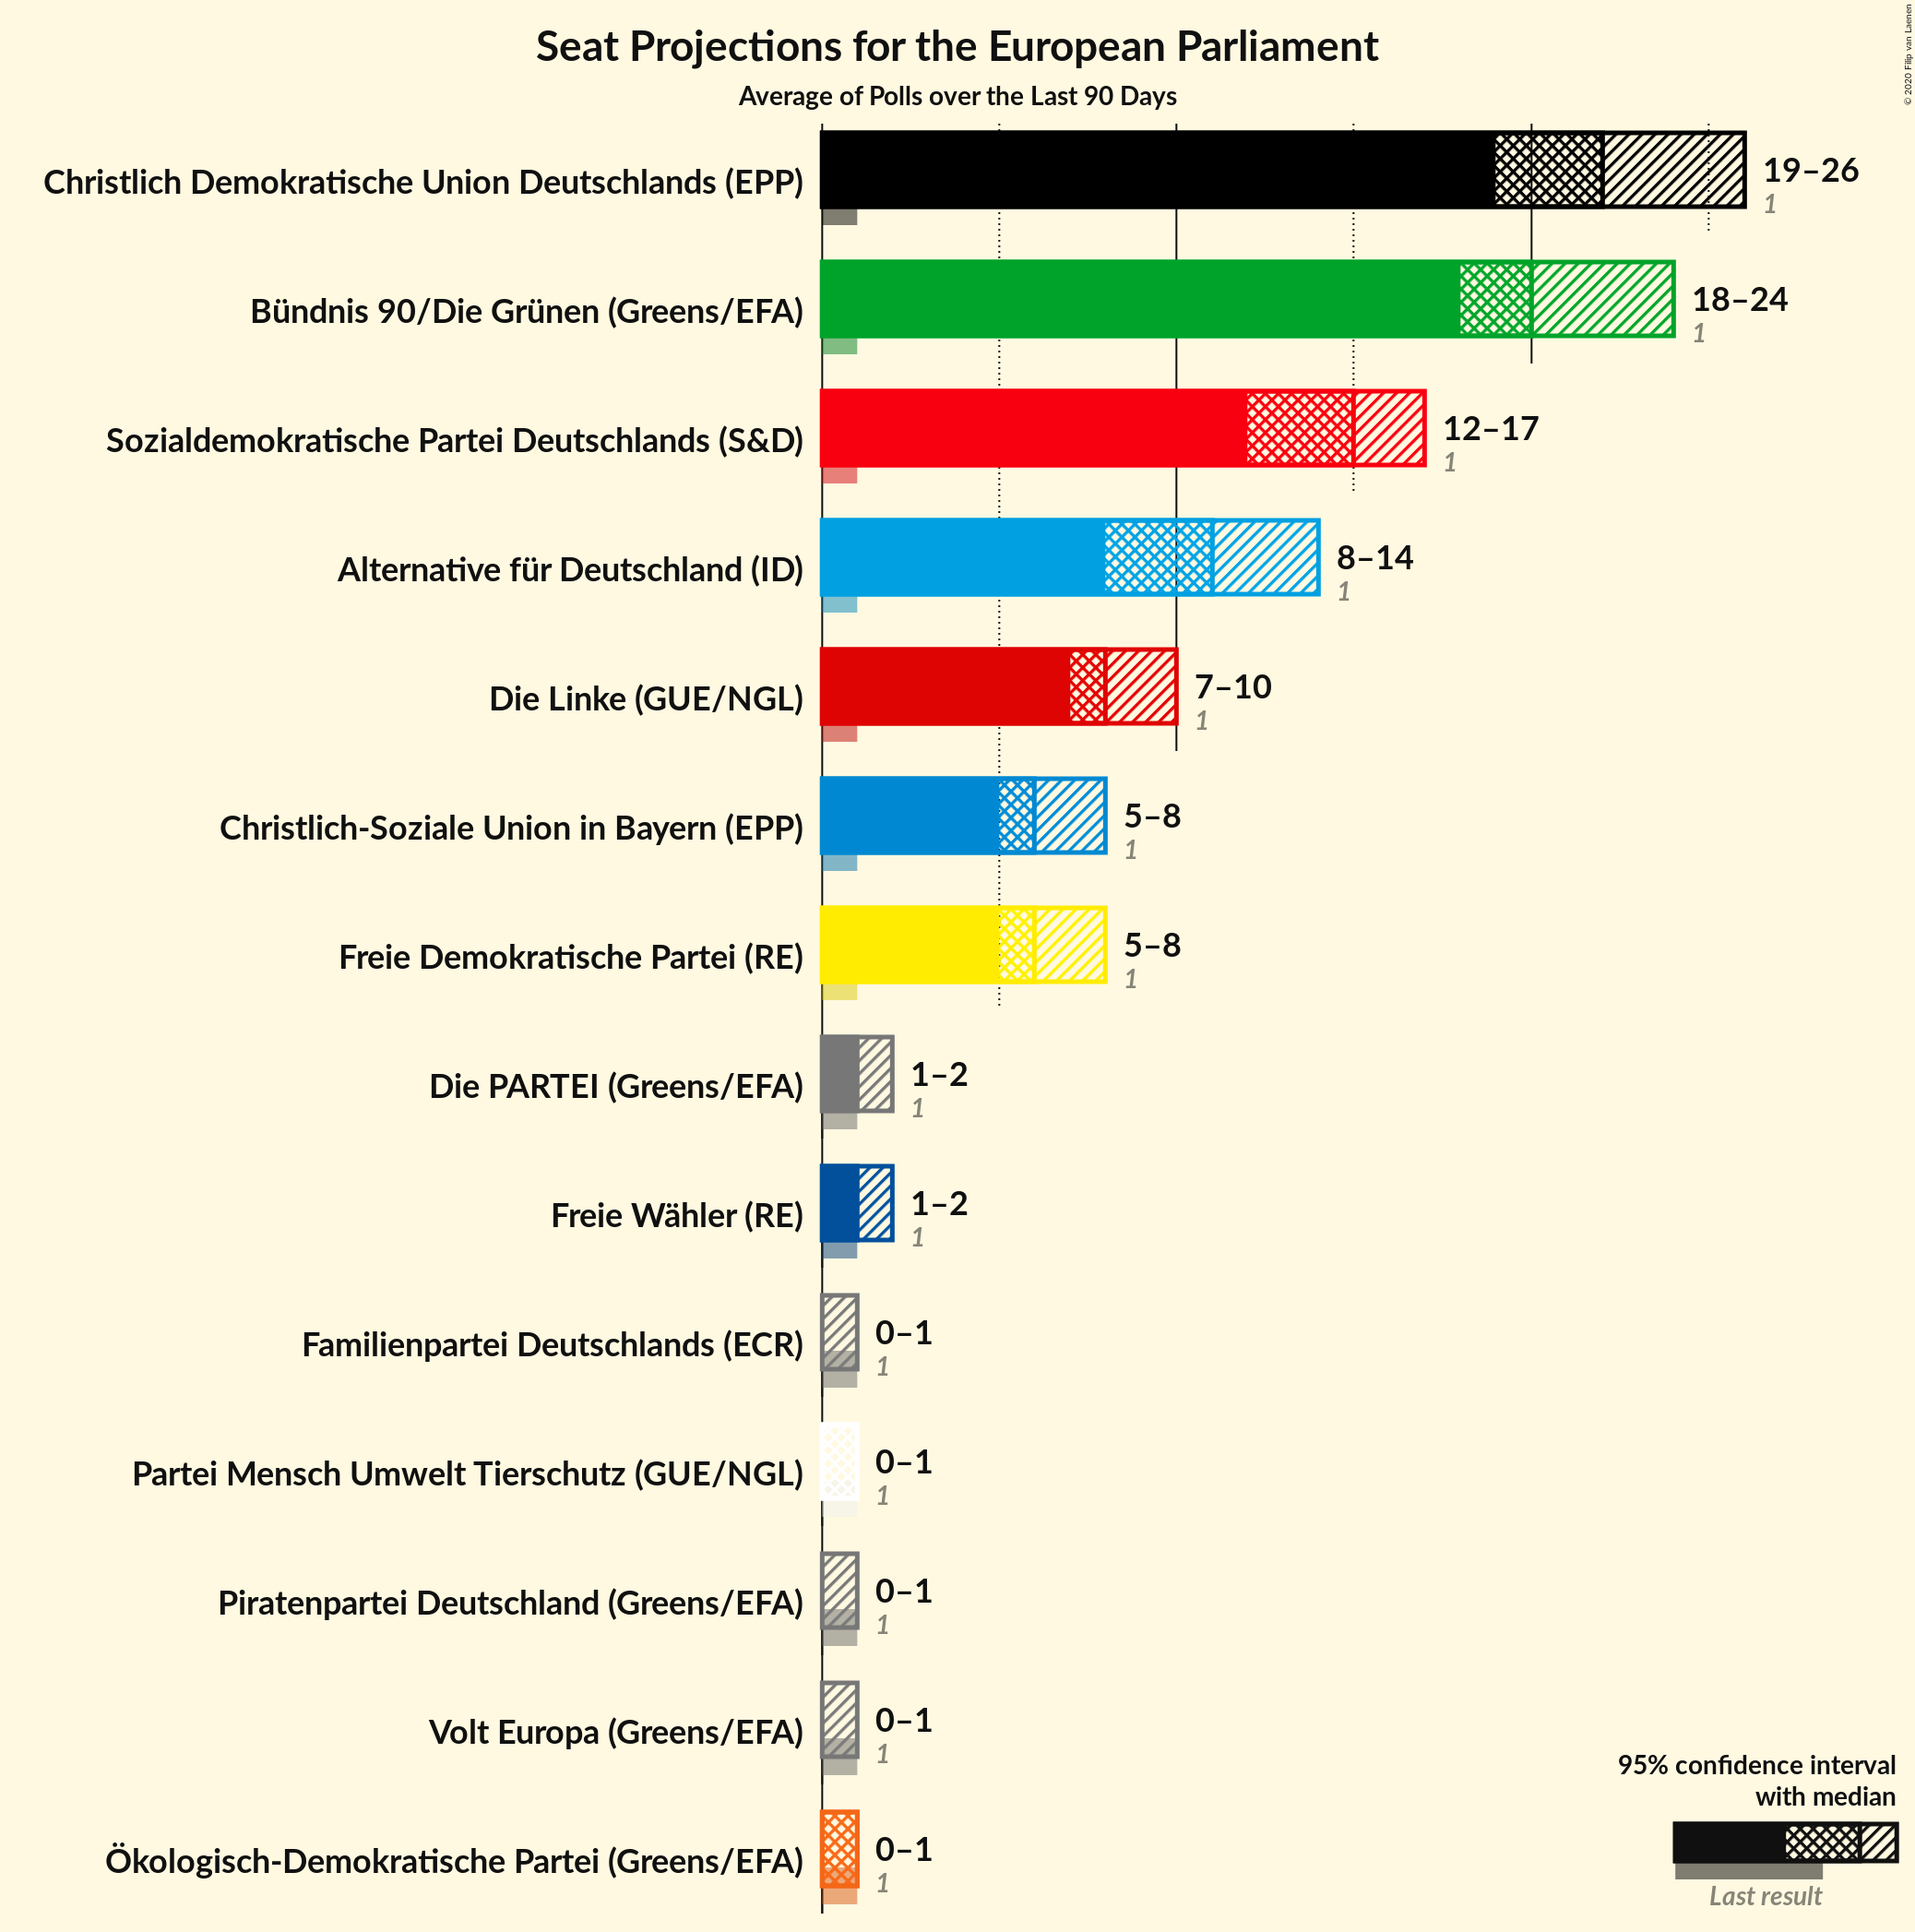 Seat Projections for the European Parliament
Average of Polls over the Last 90 Days
© 2020 Filip van Laenen
Christlich Demokratische Union Deutschlands (EPP)
19–26
1
Bündnis 90/Die Grünen (Greens/EFA)
18–24
1
Sozialdemokratische Partei Deutschlands (S&D)
12–17
1
Alternative für Deutschland (ID)
8–14
1
Die Linke (GUE/NGL)
7–10
1
Christlich-Soziale Union in Bayern (EPP)
5–8
1
Freie Demokratische Partei (RE)
5–8
1
Die PARTEI (Greens/EFA)
1–2
1
Freie Wähler (RE)
1–2
1
Familienpartei Deutschlands (ECR)
0–1
1
Partei Mensch Umwelt Tierschutz (GUE/NGL)
0–1
1
Piratenpartei Deutschland (Greens/EFA)
0–1
1
Volt Europa (Greens/EFA)
0–1
1
Ökologisch-Demokratische Partei (Greens/EFA)
0–1
1
95% confidence interval
with median
Last result